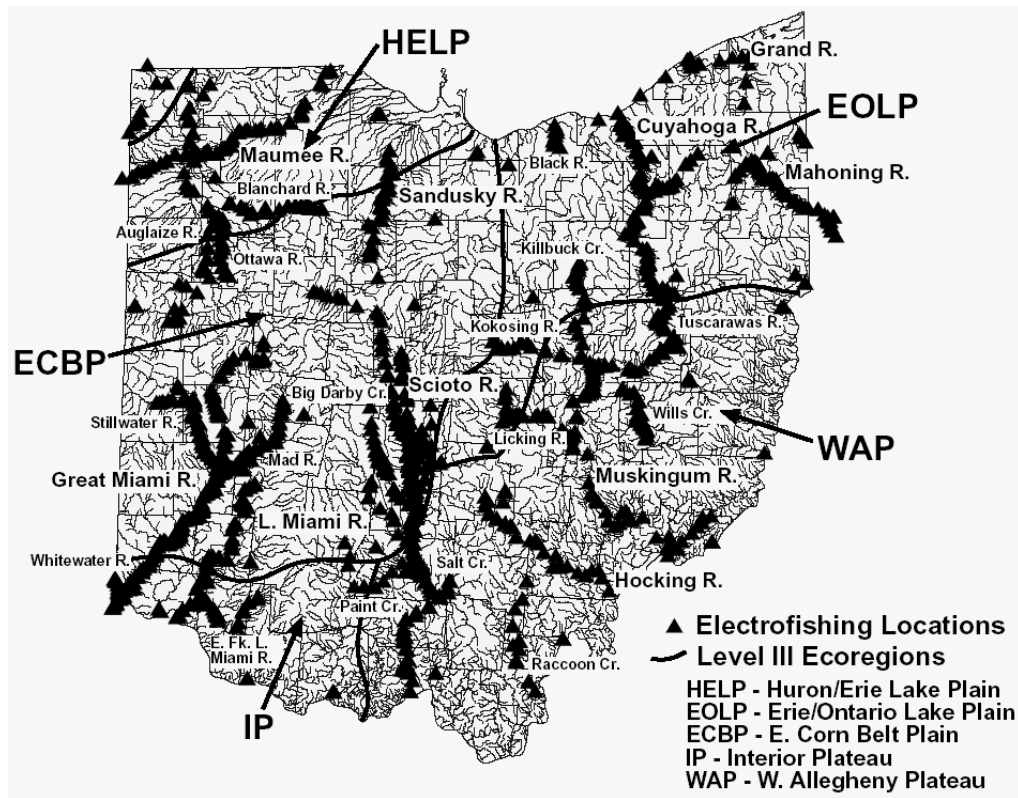 HELP
Grand R.
EOLP
Cuyahoga R.
Maumee R.
Black R.
Mahoning R.
Blanchard R.
Sandusky R.
Auglaize R.
Killbuck Cr.
Ottawa R.
Kokosing R.
Tuscarawas R.
ECBP
Big Darby Cr.
Scioto R.
Stillwater R.
Wills Cr.
Licking R.
WAP
Mad R.
Great Miami R.
Muskingum R.
L. Miami R.
Whitewater R.
Salt Cr.
Hocking R.
Paint Cr.
E. Fk. L.
Miami R.
Raccoon Cr.
IP
Electrofishing Locations
Level III Ecoregions
HELP - Huron/Erie Lake Plain
EOLP - Erie/Ontario Lake Plain
ECBP - E. Corn Belt Plain
IP - Interior Plateau
WAP - W. Allegheny Plateau